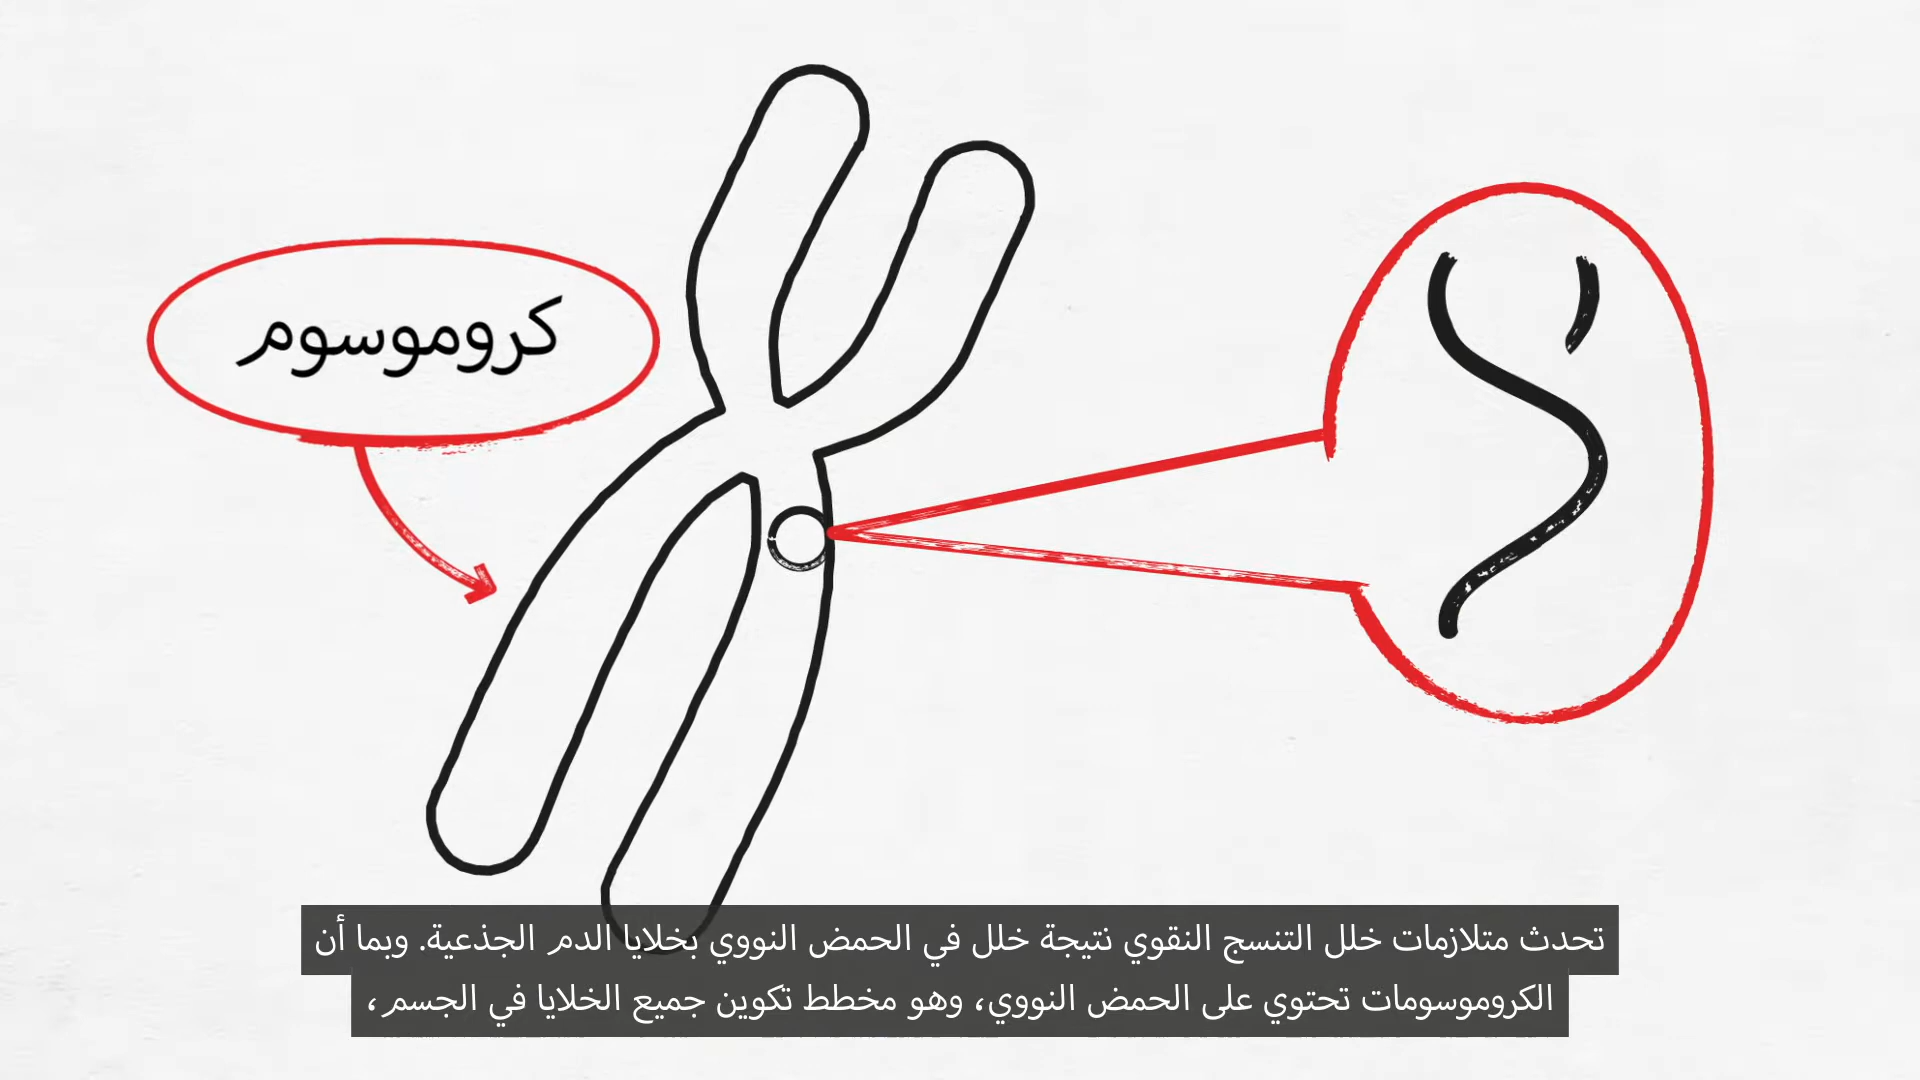 كروموسوم
تحدث متلازمات خلل التنسج النقوي نتيجة خلل في الحمض النووي بخلايا الدم الجذعية. وبما أن
الكروموسومات تحتوي على الحمض النووي، وهو مخطط تكوين جميع الخلايا في الجسم،